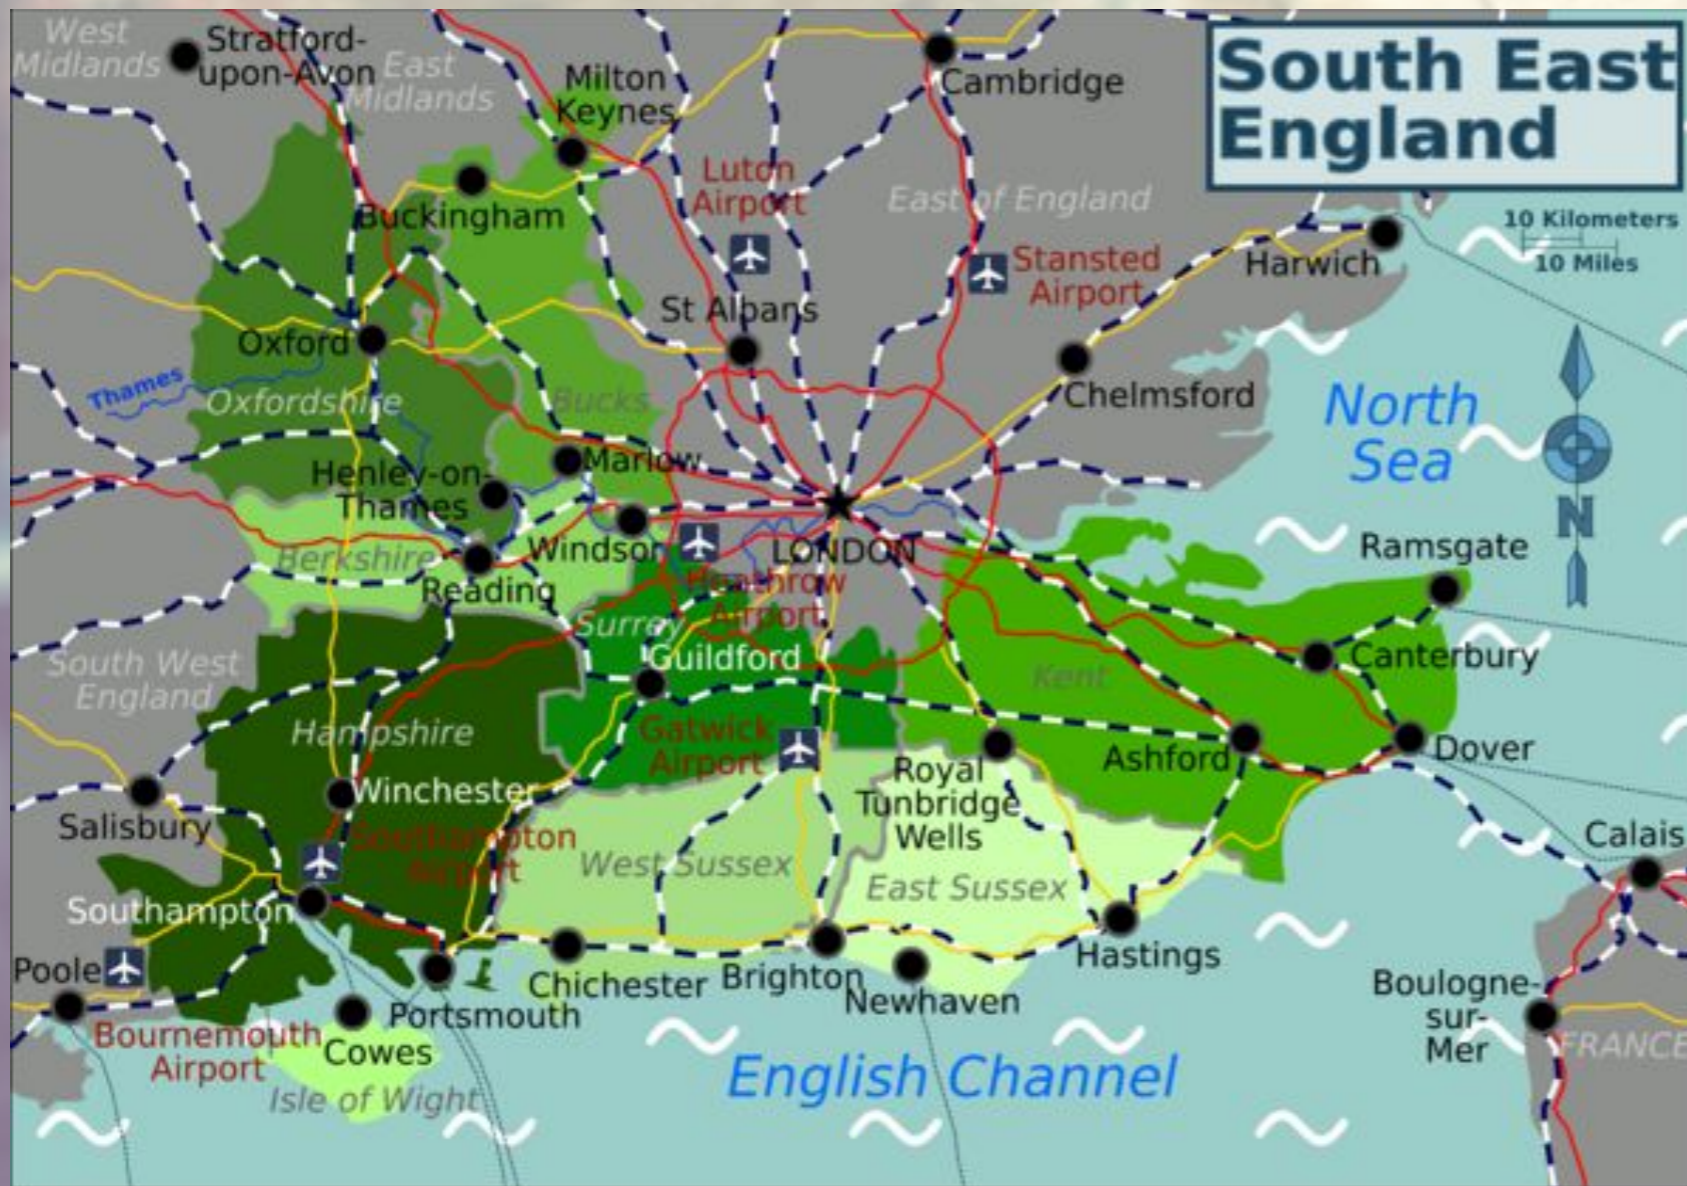 West
Midlands
Stratford-
upon-Avon
East
Midlands
Milton
Keynes
Cambridge
South East
England
Luton
Airport
East of England
Buckingham
10 Kilometers
10 Miles
Stansted
Airport
Harwich
St Albans
Oxford
Thames
Oxfordshire
Bucks
Chelmsford
North
Sea
Henley-on-
Thames
Marlow
N
Berkshire
Reading
Windsor
LONDON
Heathrow
Airport
Ramsgate
South West
England
Surrey
Guildford
Kent
Canterbury
Hampshire
Gatwick
Airport
Royal
Tunbridge
Wells
Ashford
Dover
Salisbury
Winchester
Southampton
Airport
West Sussex
East Sussex
Calais
Southampton
Poole
Bournemouth
Airport
Portsmouth
Chichester
Brighton
Newhaven
Hastings
Boulogne-
sur-
Mer
FRANCE
Cowes
Isle of Wight
English Channel